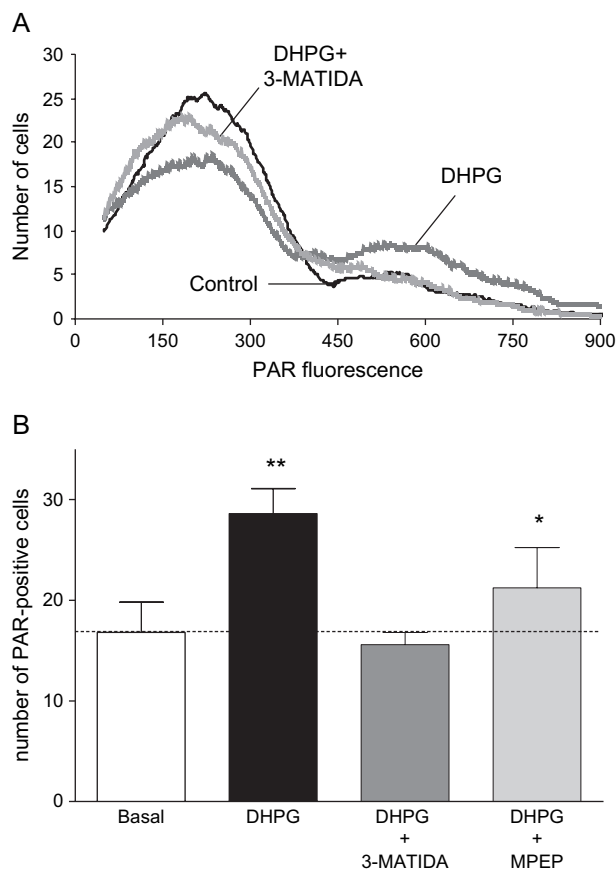 A
30
25
20
15
10
5
0
Number of cells
DHPG+
3-MATIDA
DHPG
Control
0 150 300 450 600 750 900
PAR fluorescence
B
30
20
10
0
number of PAR-positive cells
**
*
Basal DHPG DHPG DHPG
+ +
3-MATIDA MPEP